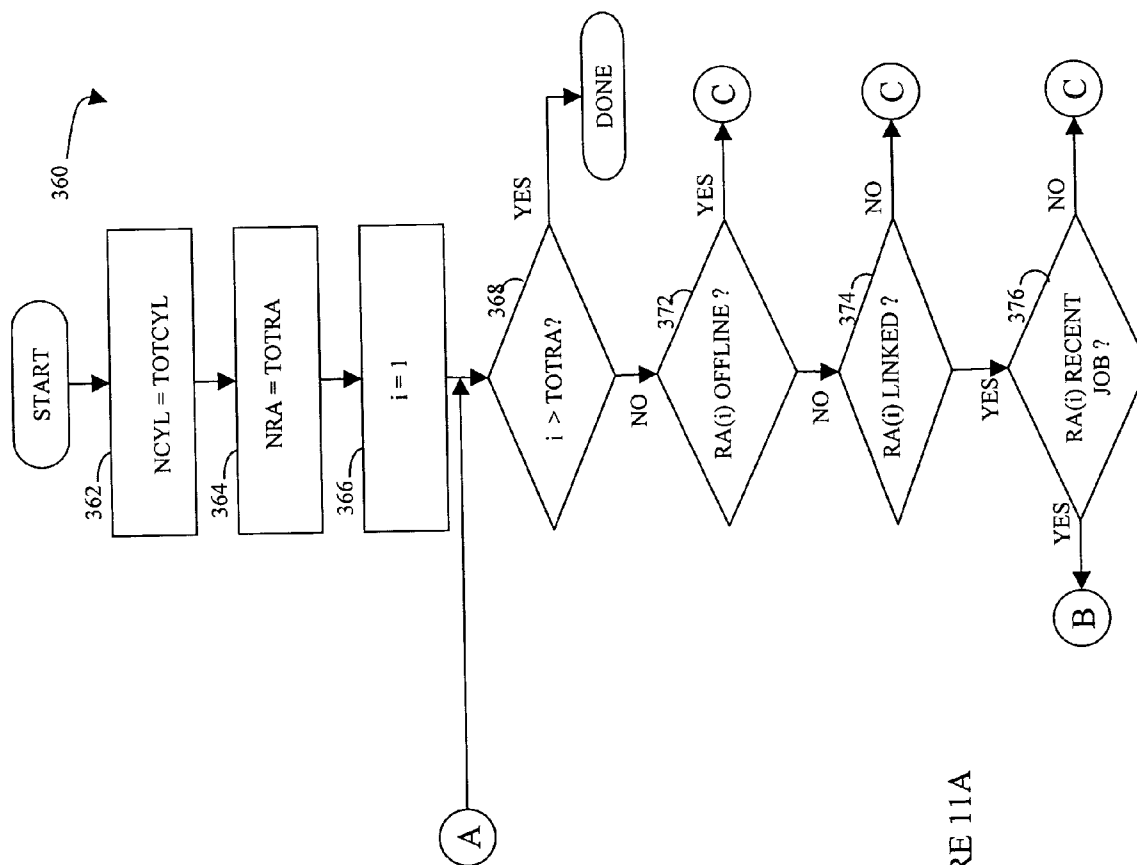 360
START
362
NCYL = TOTCYL
364
NRA = TOTRA
366
i = 1
A
368
i > TOTRA?
YES
DONE
NO
372
RA(i) OFFLINE ?
YES
C
NO
374
RA(i) LINKED ?
NO
C
YES
376
RA(i) RECENT
JOB ?
NO
C
YES
B
RE 11A